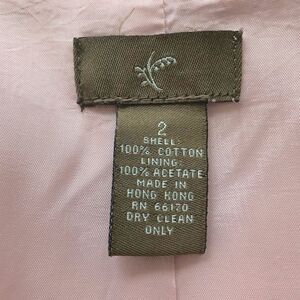 2
SHELL:
100% COTTON
LINING:
100% ACETATE
MADE IN
HONG KONG
RN 66170
DRY CLEAN
ONLY